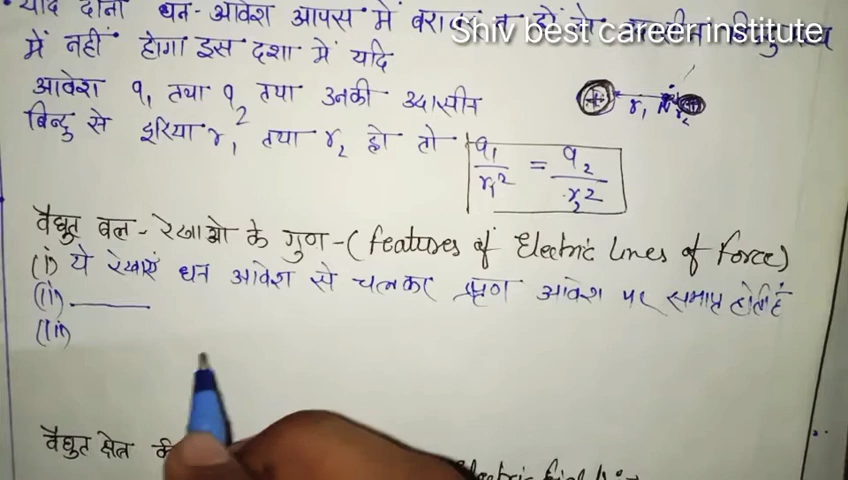 Shiv best career institute
यदि दोनों धन-आवेश आपस में
में नहीं होगा इस दशा में यदि
आवेश q₁ तथा q₂ तथा उनकी उदासीन
बिन्दु से दूरिया r₁ तथा r₂ हो तो q₁/r₁² = q₂/r₂²
r₁ N r₂
वैघुत बल-रेखाओ के गुण-(features of Electric lines of force)
(i) ये रेखाएं धन आवेश से चलकर ऋण आवेश पर समाप्त होती हैं
(ii)
(iii)
वैघुत क्षेत्र